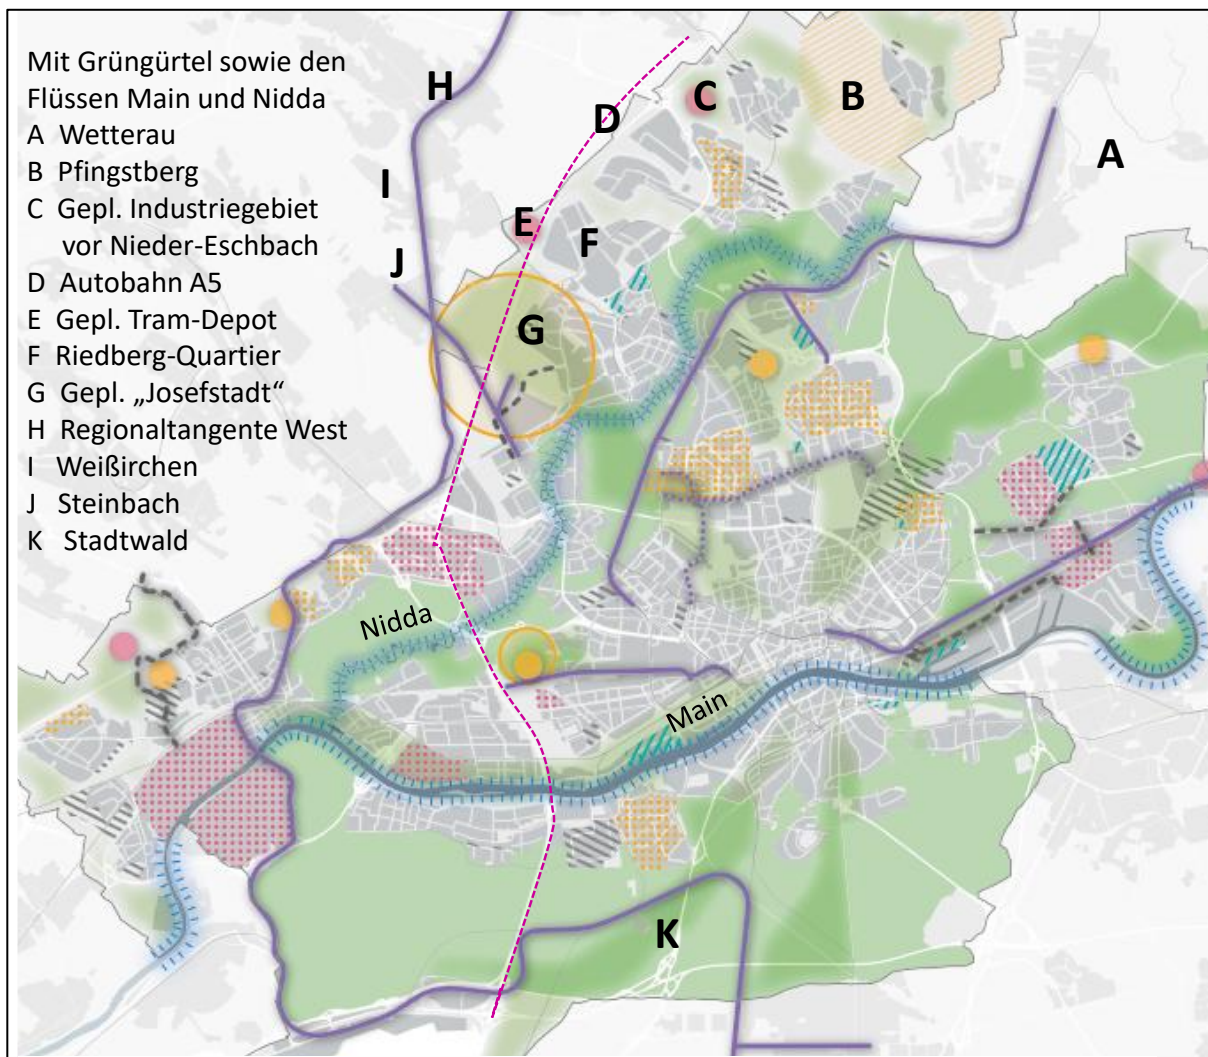 Mit Grüngürtel sowie den
Flüssen Main und Nidda
A Wetterau
B Pfingstberg
C Gepl. Industriegebiet
vor Nieder-Eschbach
D Autobahn A5
E Gepl. Tram-Depot
F Riedberg-Quartier
G Gepl. „Josefstadt“
H Regionaltangente West
I Weißirchen
J Steinbach
K Stadtwald
H
D
C
B
A
I
E
F
J
G
Nidda
Main
K